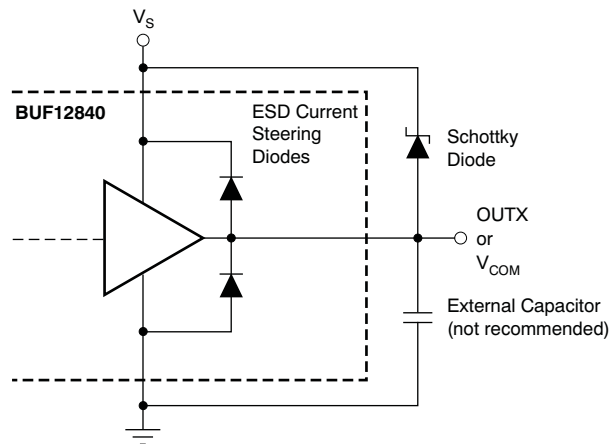 V_S
BUF12840
ESD Current
Steering
Diodes
Schottky
Diode
OUTX
or
V_COM
External Capacitor
(not recommended)